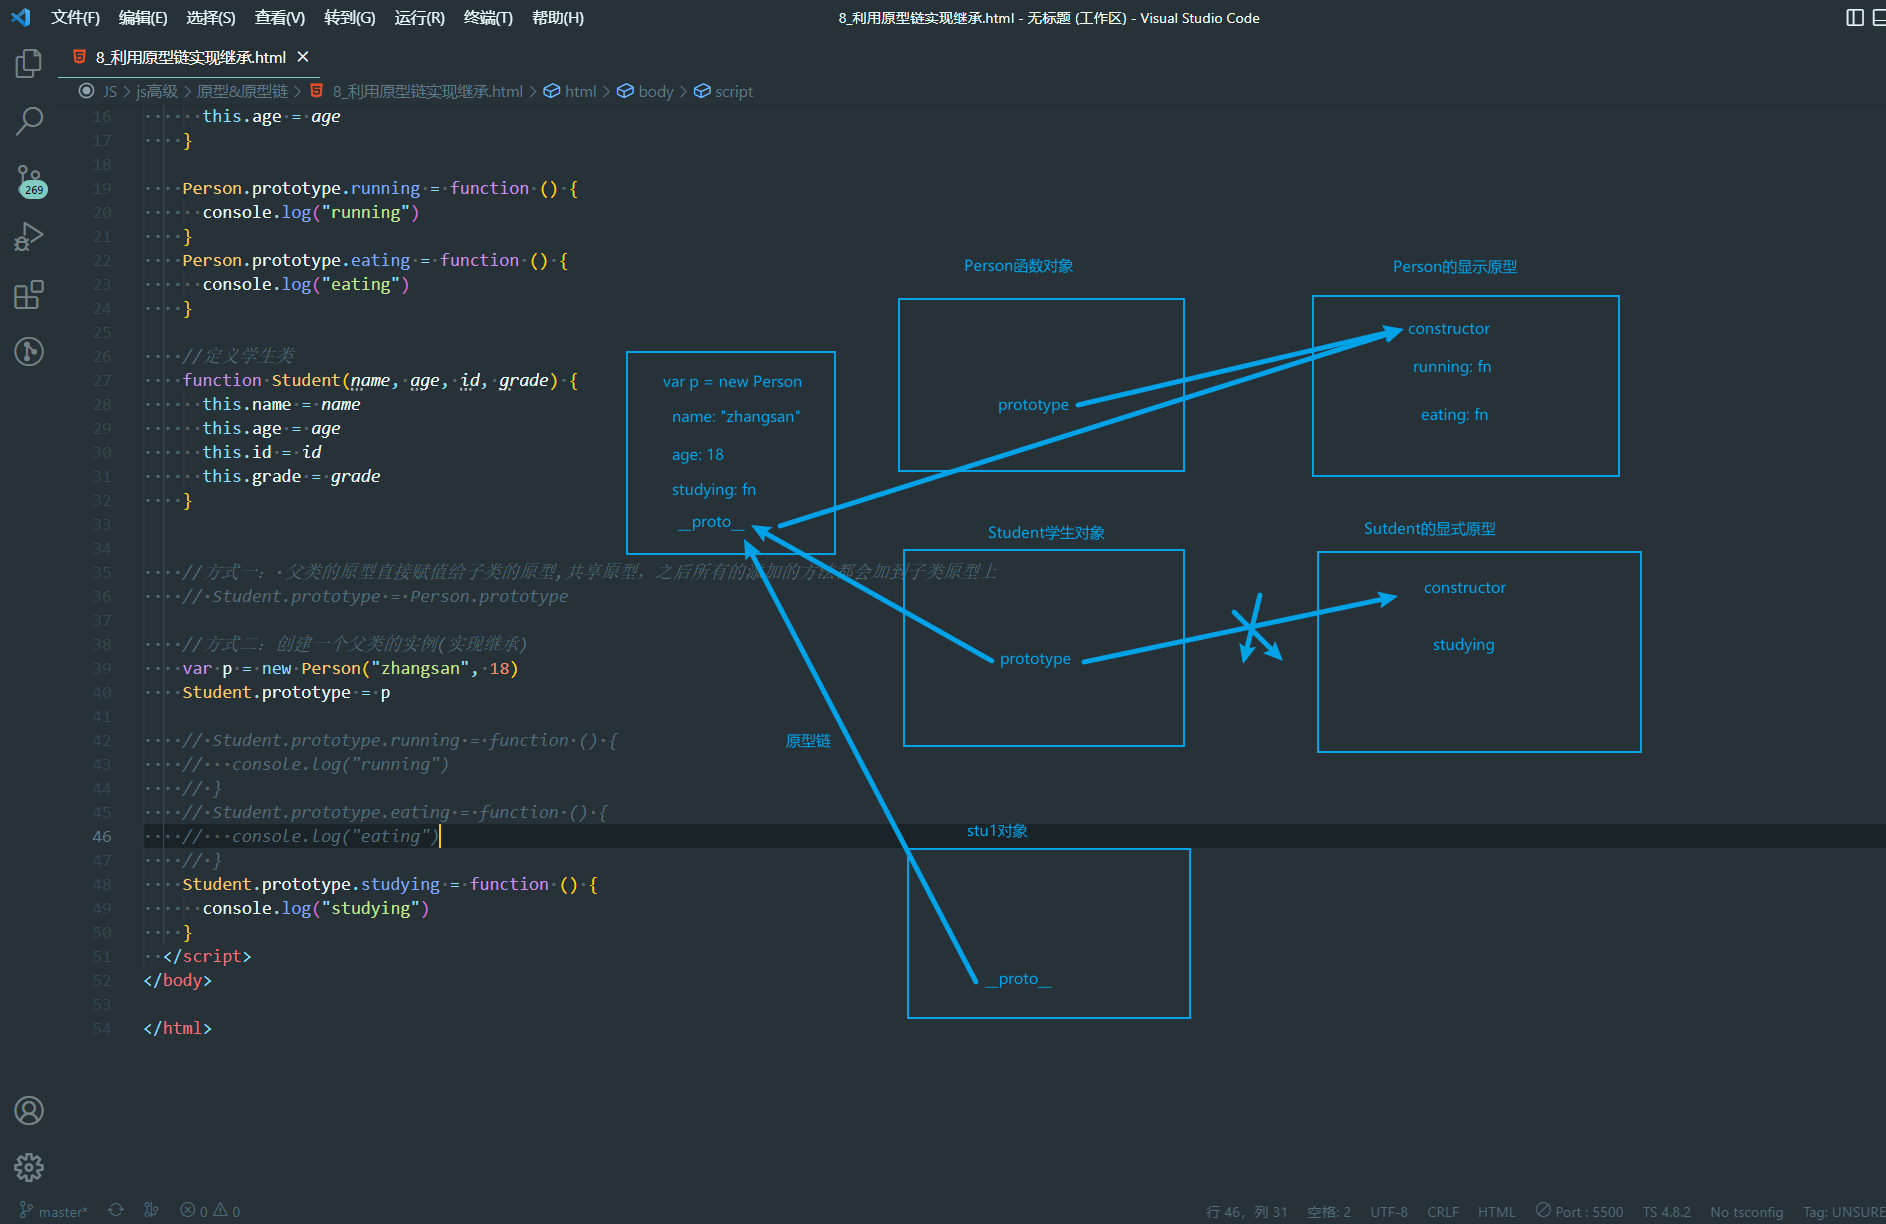 文件(F) 编辑(E) 选择(S) 查看(V) 转到(G) 运行(R) 终端(T) 帮助(H)
8_利用原型链实现继承.html - 无标题 (工作区) - Visual Studio Code
8_利用原型链实现继承.html
JS > js高级 > 原型&原型链 > 8_利用原型链实现继承.html > html > body > script
269
16 this.age = age
17 }
18
19 Person.prototype.running = function () {
20 console.log("running")
21 }
22 Person.prototype.eating = function () {
23 console.log("eating")
24 }
25
26 //定义学生类
27 function Student(name, age, id, grade) {
28 this.name = name
29 this.age = age
30 this.id = id
31 this.grade = grade
32 }
33
34
35 //方式一: 父类的原型直接赋值给子类的原型,共享原型，之后所有的添加的方法都会加到子类原型上
36 // Student.prototype = Person.prototype
37
38 //方式二: 创建一个父类的实例(实现继承)
39 var p = new Person("zhangsan", 18)
40 Student.prototype = p
41
42 // Student.prototype.running = function () {
43 // console.log("running")
44 // }
45 // Student.prototype.eating = function () {
46 // console.log("eating")
47 // }
48 Student.prototype.studying = function () {
49 console.log("studying")
50 }
51 </script>
52 </body>
53
54 </html>
var p = new Person
name: "zhangsan"
age: 18
studying: fn
__proto__
Person函数对象
prototype
Person的显示原型
constructor
running: fn
eating: fn
Student学生对象
prototype
Sutdent的显式原型
constructor
studying
原型链
stu1对象
__proto__
master* 0 0
行 46，列 31 空格: 2 UTF-8 CRLF HTML Port : 5500 TS 4.8.2 No tsconfig Tag: UNSURE